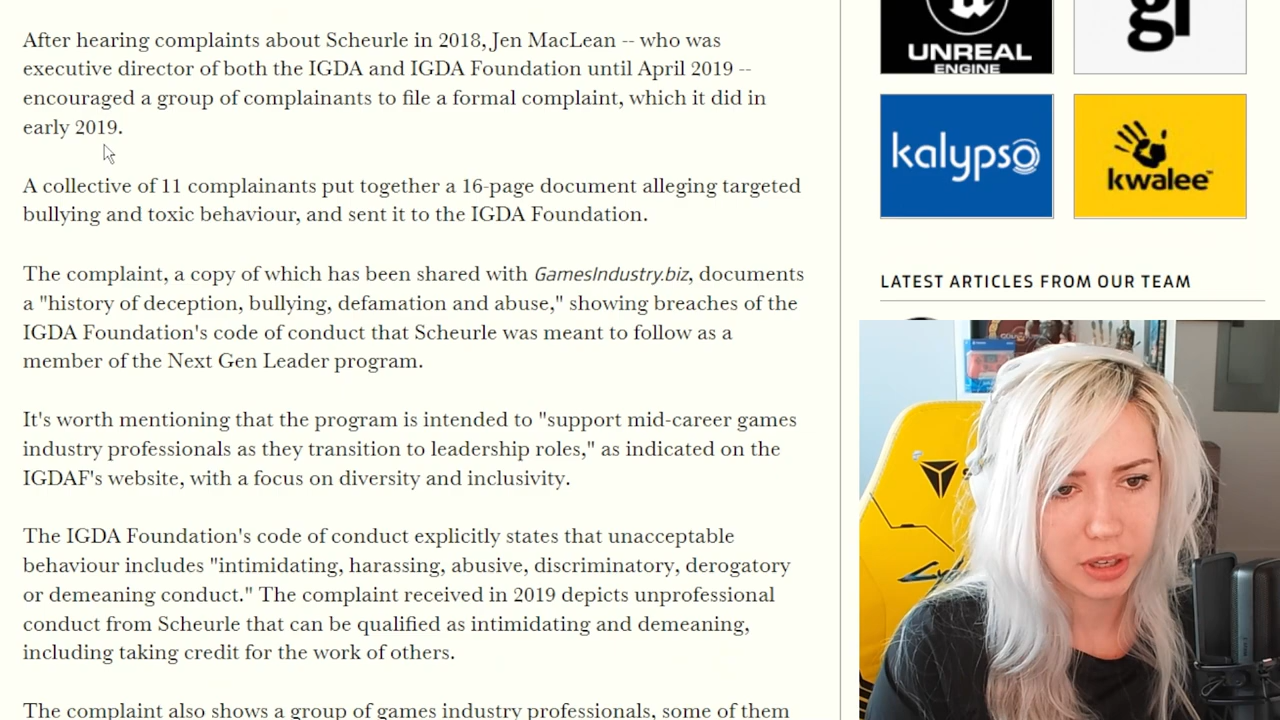 After hearing complaints about Scheurle in 2018, Jen MacLean -- who was
executive director of both the IGDA and IGDA Foundation until April 2019 --
encouraged a group of complainants to file a formal complaint, which it did in
early 2019.
A collective of 11 complainants put together a 16-page document alleging targeted
bullying and toxic behaviour, and sent it to the IGDA Foundation.
The complaint, a copy of which has been shared with GamesIndustry.biz, documents
a "history of deception, bullying, defamation and abuse," showing breaches of the
IGDA Foundation's code of conduct that Scheurle was meant to follow as a
member of the Next Gen Leader program.
It's worth mentioning that the program is intended to "support mid-career games
industry professionals as they transition to leadership roles," as indicated on the
IGDAF's website, with a focus on diversity and inclusivity.
The IGDA Foundation's code of conduct explicitly states that unacceptable
behaviour includes "intimidating, harassing, abusive, discriminatory, derogatory
or demeaning conduct." The complaint received in 2019 depicts unprofessional
conduct from Scheurle that can be qualified as intimidating and demeaning,
including taking credit for the work of others.
The complaint also shows a group of games industry professionals, some of them
UNREAL
ENGINE
kalypso
kwalee
LATEST ARTICLES FROM OUR TEAM